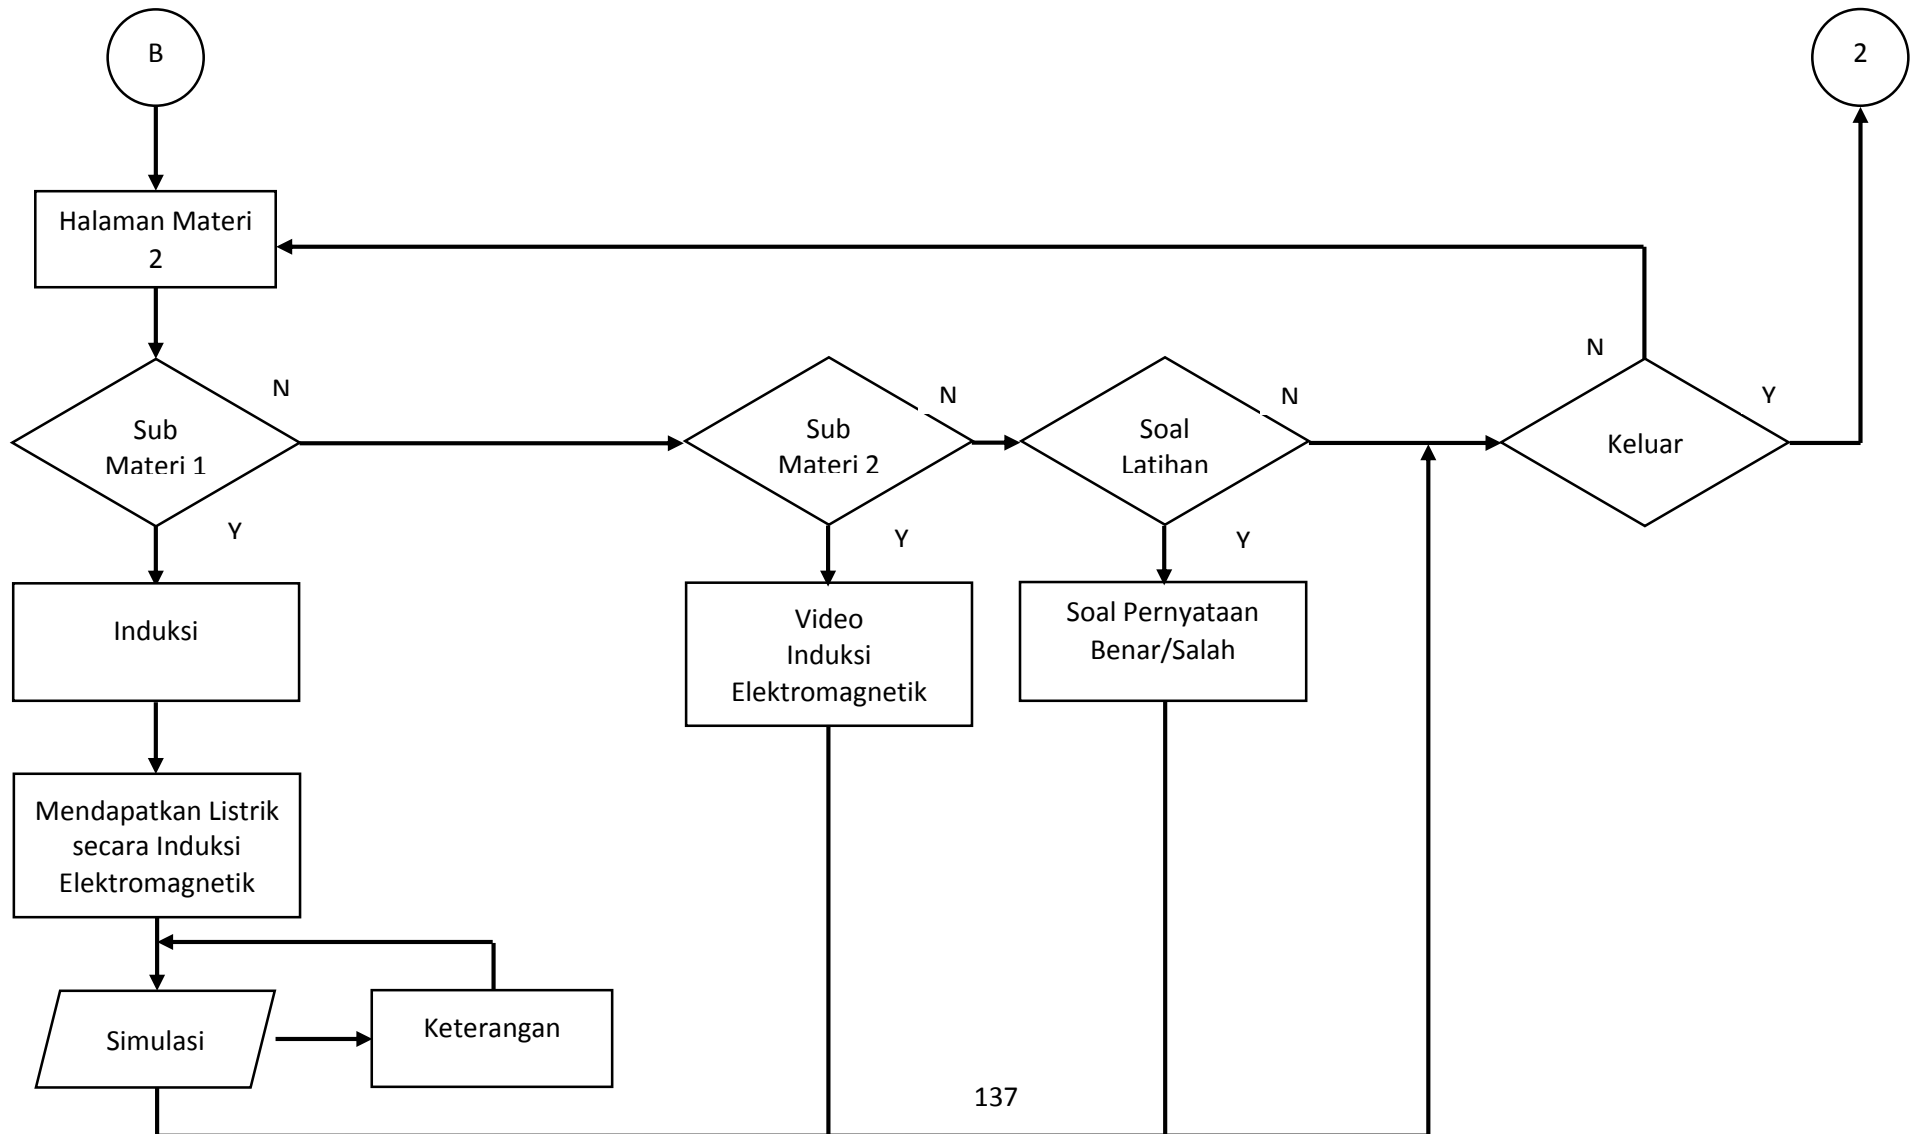 B
2
Halaman Materi
2
N
Y
Sub
Materi 1
N
Sub
Materi 2
N
Soal
Latihan
N
Keluar
Y
Y
Y
Induksi
Video
Induksi
Elektromagnetik
Soal Pernyataan
Benar/Salah
Mendapatkan Listrik
secara Induksi
Elektromagnetik
Simulasi
Keterangan
137